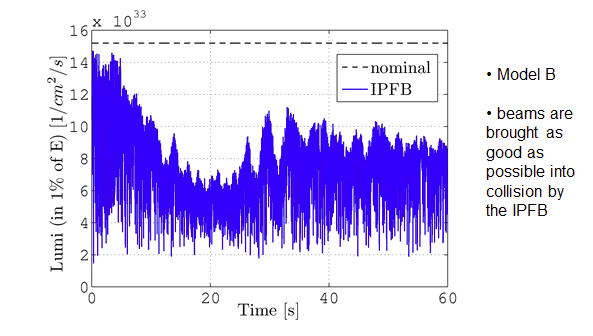 x 10^33
16
14
12
10
8
6
4
2
0
Lumi (in 1% of E) [1/cm^2/s]
nominal
IPFB
0
20
40
60
Time [s]
• Model B
• beams are
brought as
good as
possible into
collision by
the IPFB